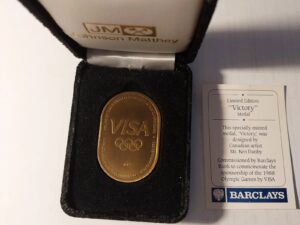 JM
Johnson Matthey
VISA
Limited Edition
"Victory"
Medal
This specially minted
medal, 'Victory' was
designed by
Canadian artist
Mr. Ken Danby
Commissioned by Barclays
Bank to commemorate the
sponsorship of the 1988
Olympic Games by VISA
BARCLAYS